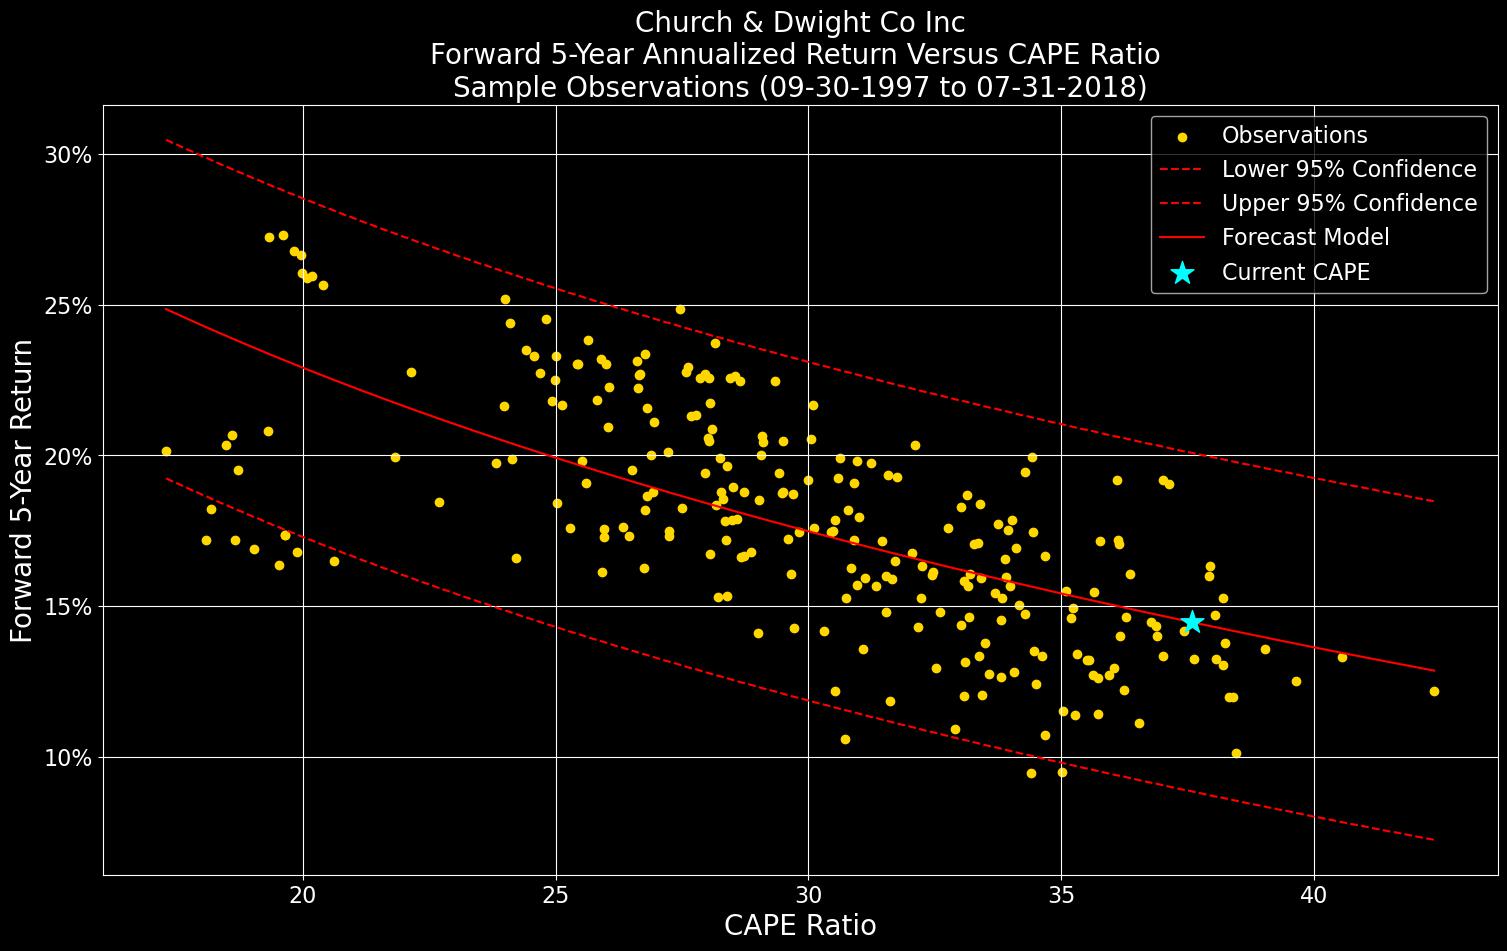 Church & Dwight Co Inc
Forward 5-Year Annualized Return Versus CAPE Ratio
Sample Observations (09-30-1997 to 07-31-2018)
Observations
Lower 95% Confidence
Upper 95% Confidence
Forecast Model
Current CAPE
Forward 5-Year Return
30%
25%
20%
15%
10%
20 25 30 35 40
CAPE Ratio